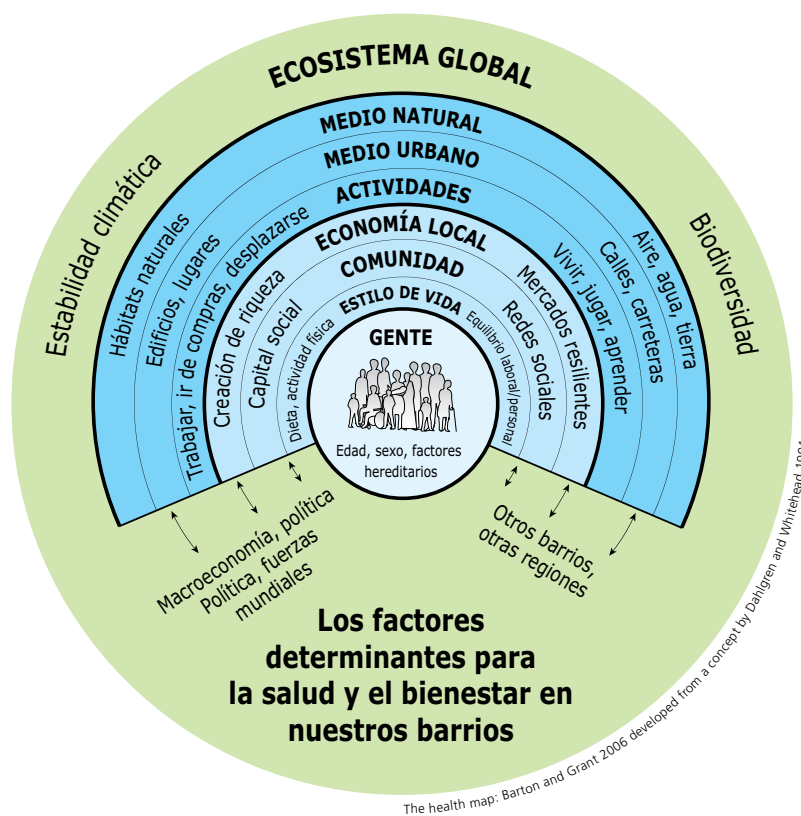 ECOSISTEMA GLOBAL
MEDIO NATURAL
MEDIO URBANO
ACTIVIDADES
ECONOMÍA LOCAL
COMUNIDAD
ESTILO DE VIDA
GENTE
Edad, sexo, factores
hereditarios
Estabilidad climática
Hábitats naturales
Edificios, lugares
Trabajar, ir de compras, desplazarse
Creación de riqueza
Capital social
Dieta, actividad física
Equilibrio laboral/personal
Redes sociales
Mercados resilientes
Vivir, jugar, aprender
Calles, carreteras
Aire, agua, tierra
Biodiversidad
Macroeconomía, política
Política, fuerzas
mundiales
Otros barrios,
otras regiones
Los factores
determinantes para
la salud y el bienestar en
nuestros barrios
The health map: Barton and Grant 2006 developed from a concept by Dahlgren and Whitehead